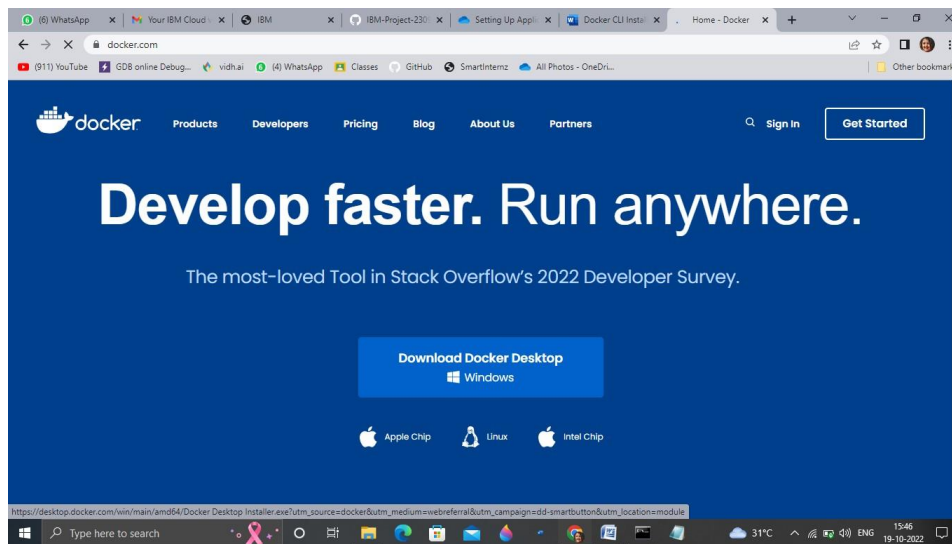 (6) WhatsApp
Your IBM Cloud
IBM
IBM-Project-230
Setting Up Appl
Docker CLI Insta
Home - Docker
docker.com
(911) YouTube
GDB online Debug...
vidh.ai
(4) WhatsApp
Classes
GitHub
SmartInternz
All Photos - OneDri...
Other bookmark
docker
Products
Developers
Pricing
Blog
About Us
Partners
Sign In
Get Started
Develop faster. Run anywhere.
The most-loved Tool in Stack Overflow's 2022 Developer Survey.
Download Docker Desktop
Windows
Apple Chip
Linux
Intel Chip
https://desktop.docker.com/win/main/amd64/Docker Desktop Installer.exe?utm_source=docker&utm_medium=webreferral&utm_campaign=dd-smartbutton&utm_location=module
Type here to search
31°C
ENG
15:46
19-10-2022